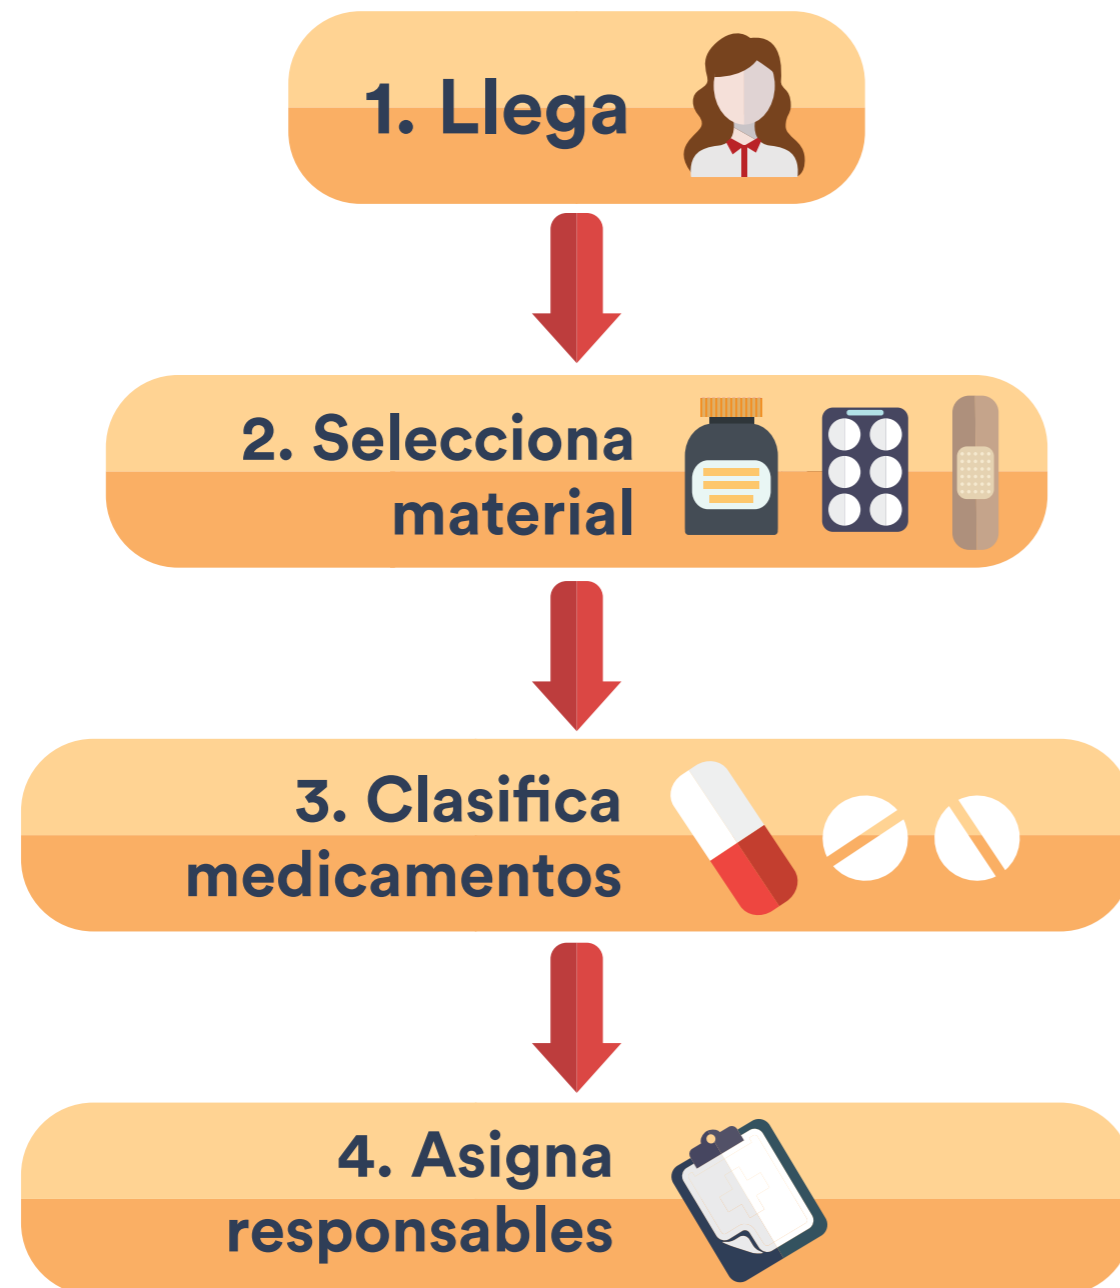 1. Llega
2. Selecciona
material
3. Clasifica
medicamentos
4. Asigna
responsables